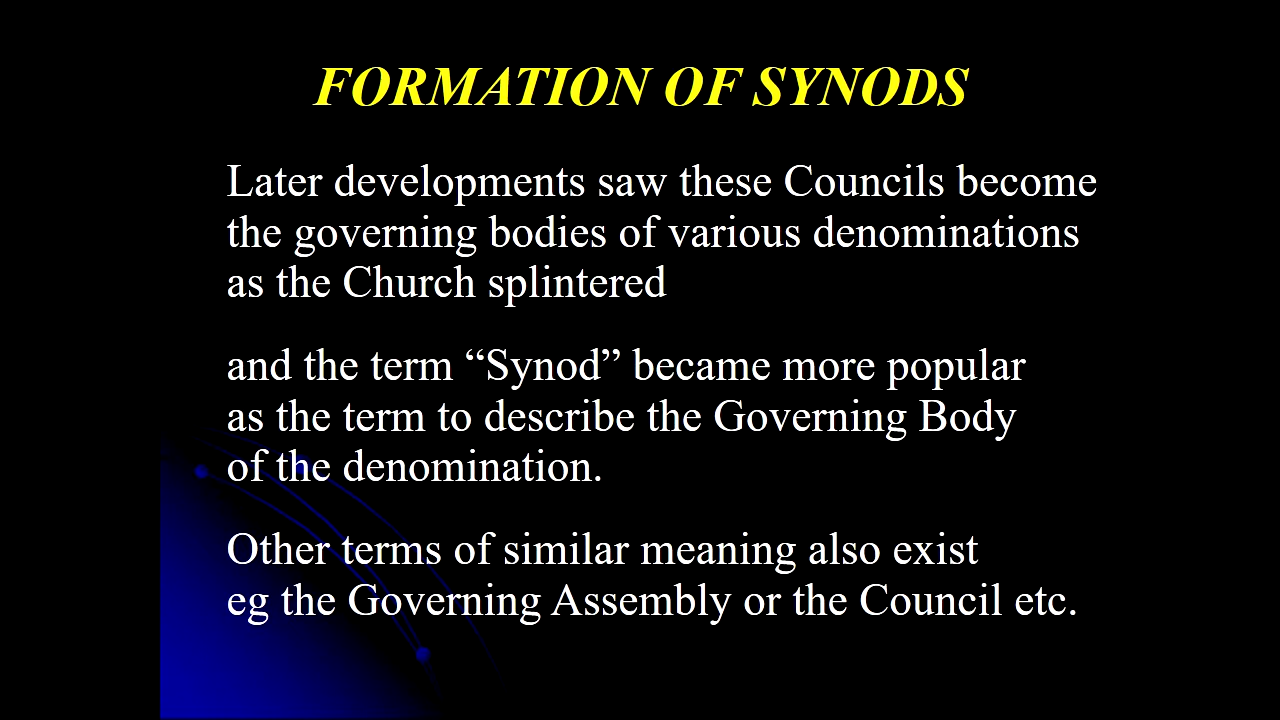 FORMATION OF SYNODS
Later developments saw these Councils become
the governing bodies of various denominations
as the Church splintered
and the term “Synod” became more popular
as the term to describe the Governing Body
of the denomination.
Other terms of similar meaning also exist
eg the Governing Assembly or the Council etc.